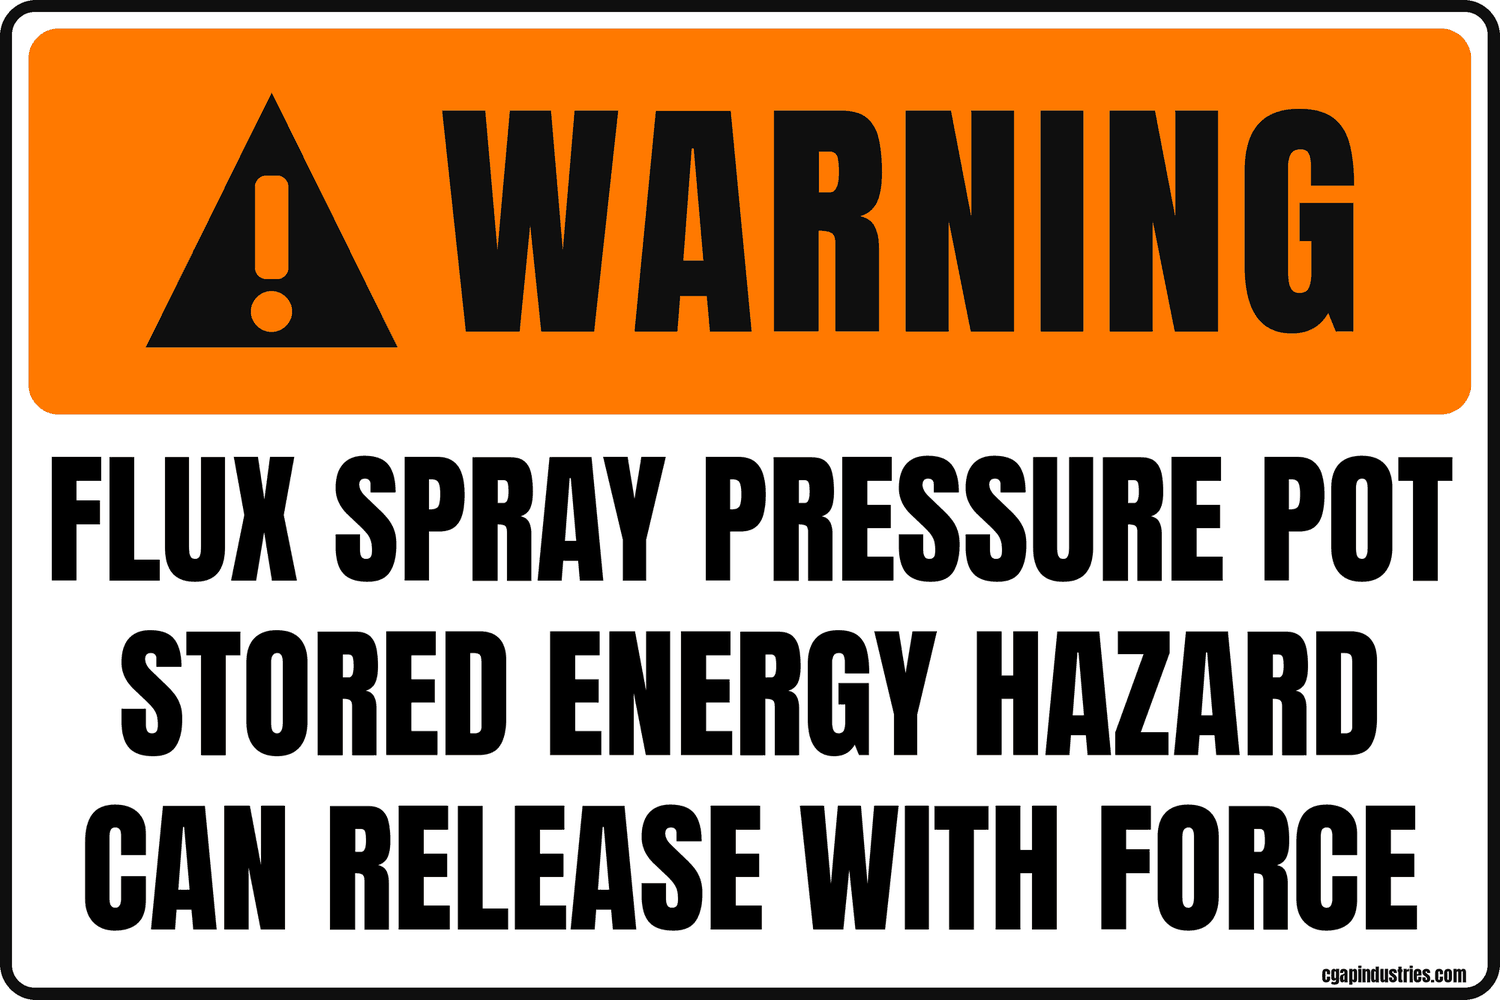 WARNING
FLUX SPRAY PRESSURE POT
STORED ENERGY HAZARD
CAN RELEASE WITH FORCE
cgapindustries.com